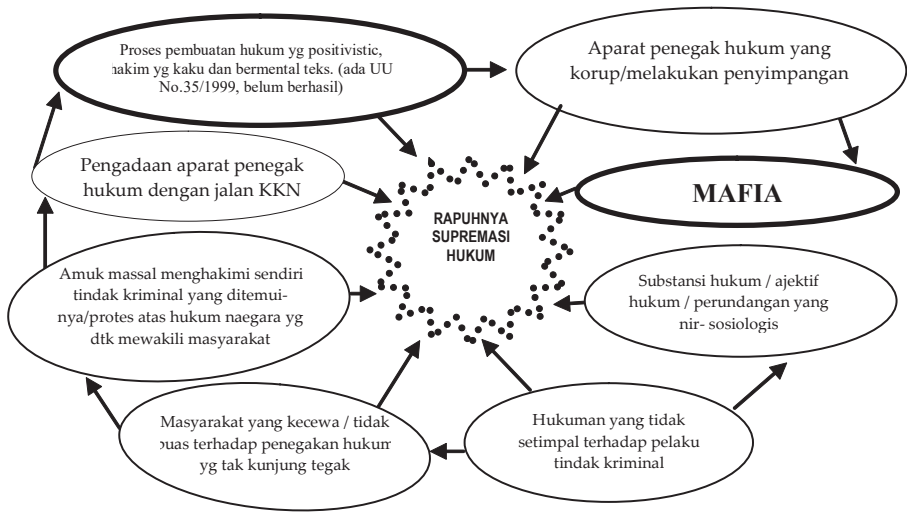 Proses pembuatan hukum yg positivistic,
hakim yg kaku dan bermental teks. (ada UU
No.35/1999, belum berhasil)
Aparat penegak hukum yang
korup/melakukan penyimpangan
Pengadaan aparat penegak
hukum dengan jalan KKN
RAPUHNYA
SUPREMASI
HUKUM
MAFIA
Amuk massal menghakimi sendiri
tindak kriminal yang ditemui-
nya/protes atas hukum naegara yg
dtk mewakili masyarakat
Substansi hukum / ajektif
hukum / perundangan yang
nir- sosiologis
Masyarakat yang kecewa / tidak
puas terhadap penegakan hukum
yg tak kunjung tegak
Hukuman yang tidak
setimpal terhadap pelaku
tindak kriminal